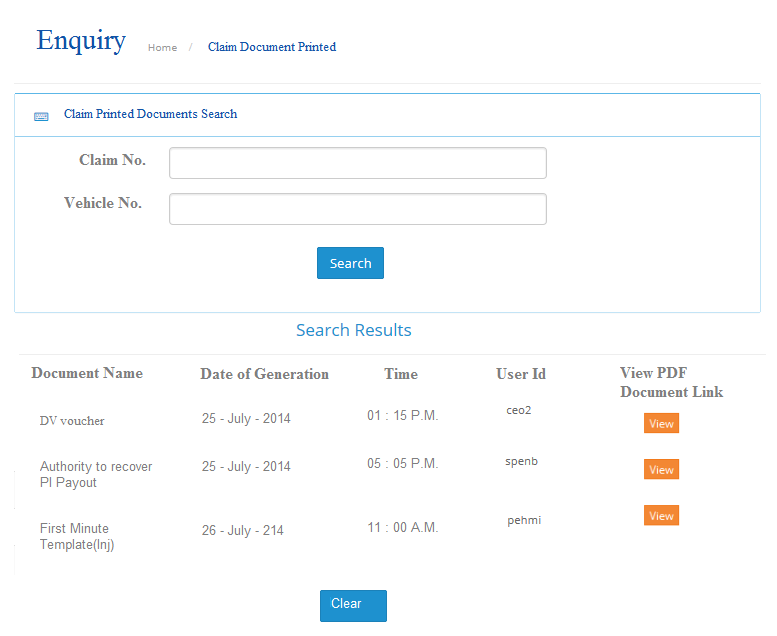 Enquiry Home / Claim Document Printed
Claim Printed Documents Search
Claim No.
Vehicle No.
Search
Search Results
Document Name Date of Generation Time User Id View PDF
Document Link
DV voucher 25 - July - 2014 01 : 15 P.M. ceo2 View
Authority to recover 25 - July - 2014 05 : 05 P.M. spenb View
PI Payout
First Minute 26 - July - 214 11 : 00 A.M. pehmi View
Template(Inj)
Clear